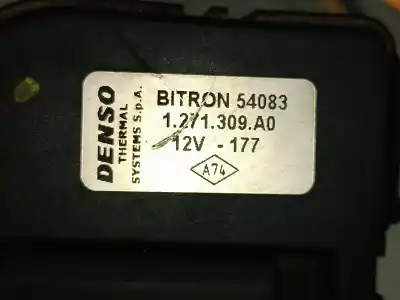 DENSO
THERMAL
SYSTEMS S.p.A.
BITRON 54083
1.271.309.A0
12V - 177
A74